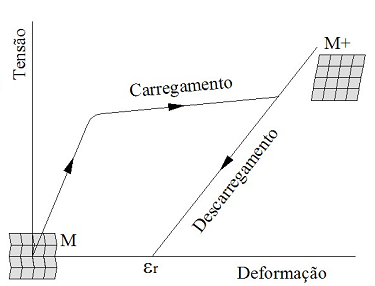 Tensão
M+
Carregamento
Descarregamento
M
εr
Deformação